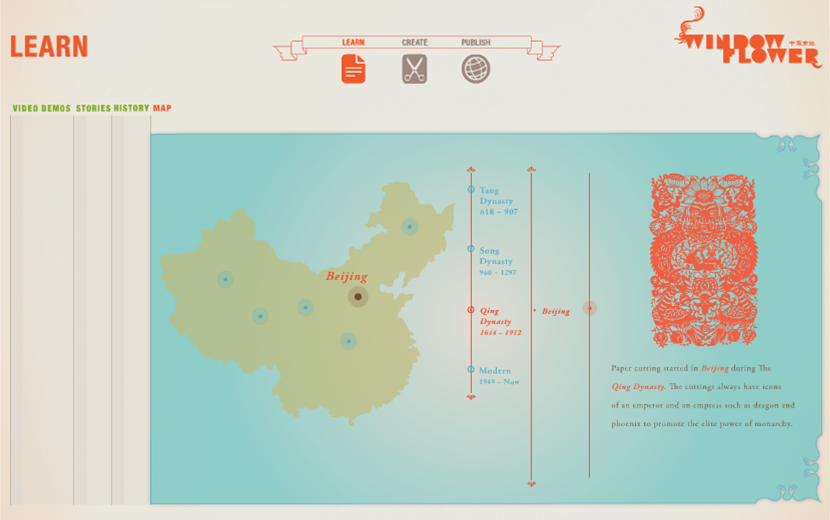 LEARN
LEARN CREATE PUBLISH
WINDOW
FLOWER
VIDEO DEMOS STORIES HISTORY MAP
Beijing
Tang
Dynasty
618 – 907
Song
Dynasty
960 – 1297
Qing
Dynasty
1644 – 1912
Modern
1949 – Now
• Beijing
Paper cutting started in Beijing during The
Qing Dynasty. The cuttings always have icons
of an emperor and an empress such as dragon end
phoenix to promote the elite power of monarchy.